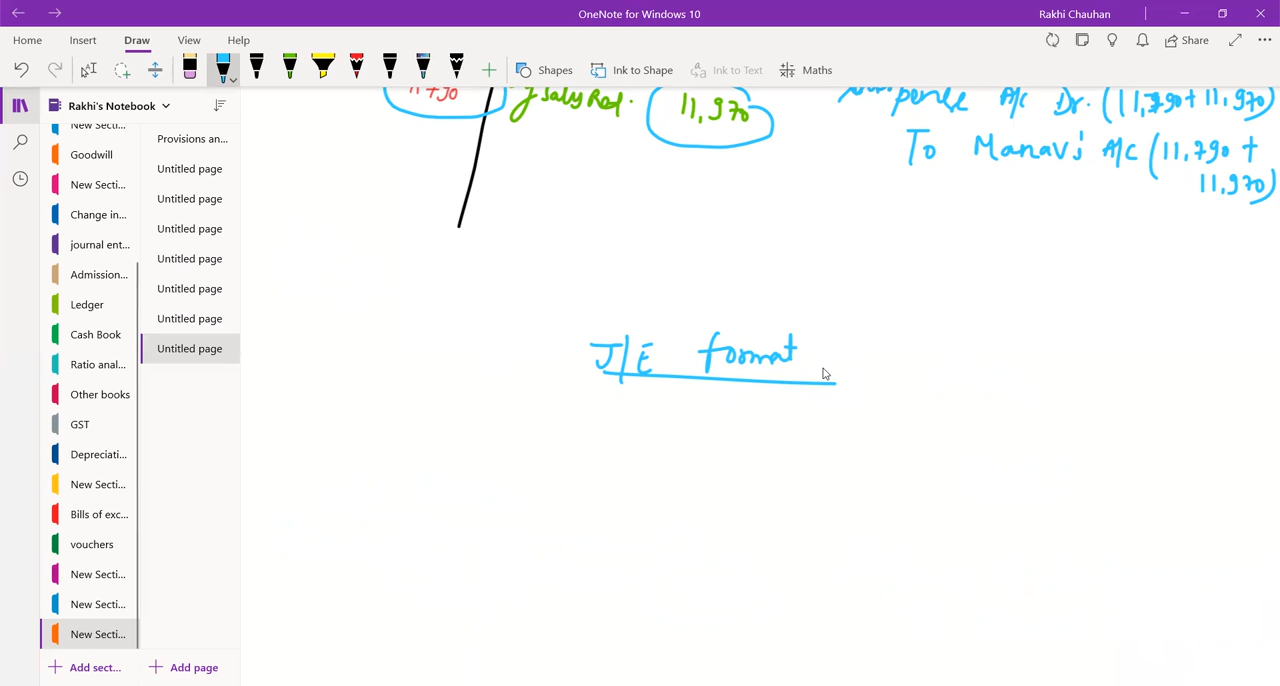 OneNote for Windows 10
Rakhi Chauhan
Home Insert Draw View Help
Share
Shapes Ink to Shape Ink to Text Maths
Rakhi's Notebook
New Secti...
Goodwill
New Secti...
Change in...
journal ent...
Admission...
Ledger
Cash Book
Ratio anal...
Other books
GST
Depreciati...
New Secti...
Bills of exc...
vouchers
New Secti...
New Secti...
New Secti...
Add sect...
Provisions an...
Untitled page
Untitled page
Untitled page
Untitled page
Untitled page
Untitled page
Untitled page
Add page
11,970
A/C Dr. (11,790+11,970)
To Manavi A/C (11,790 +
11,970)
J/E format